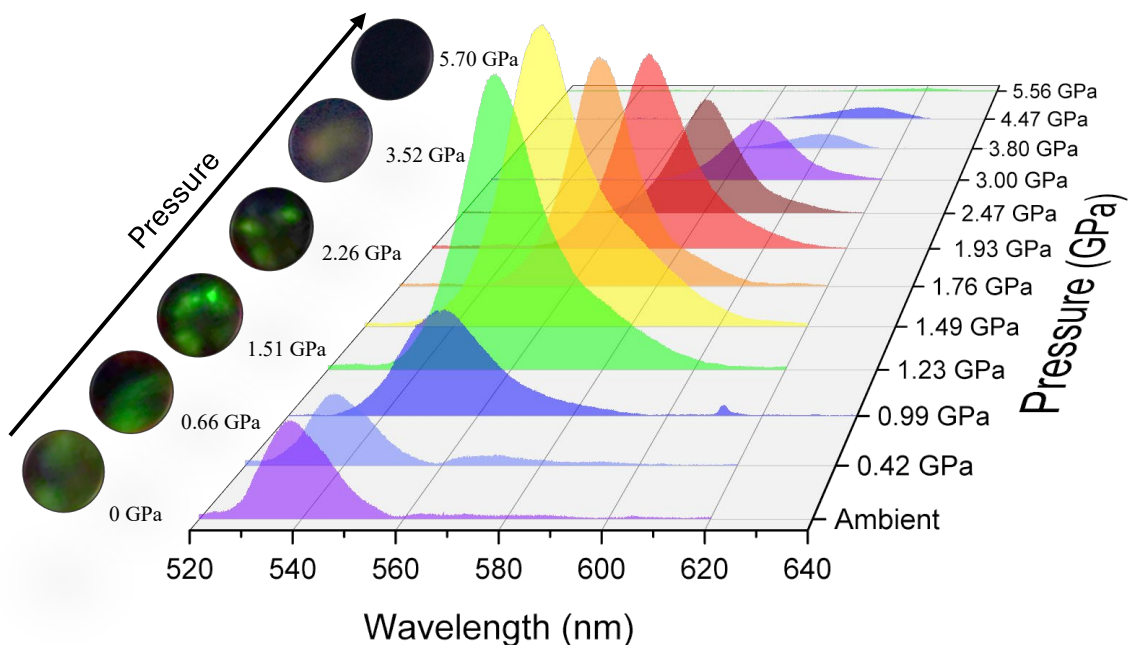 Pressure
5.70 GPa
3.52 GPa
2.26 GPa
1.51 GPa
0.66 GPa
0 GPa
5.56 GPa
4.47 GPa
3.80 GPa
3.00 GPa
2.47 GPa
1.93 GPa
1.76 GPa
1.49 GPa
1.23 GPa
0.99 GPa
0.42 GPa
Ambient
Pressure (GPa)
520 540 560 580 600 620 640
Wavelength (nm)